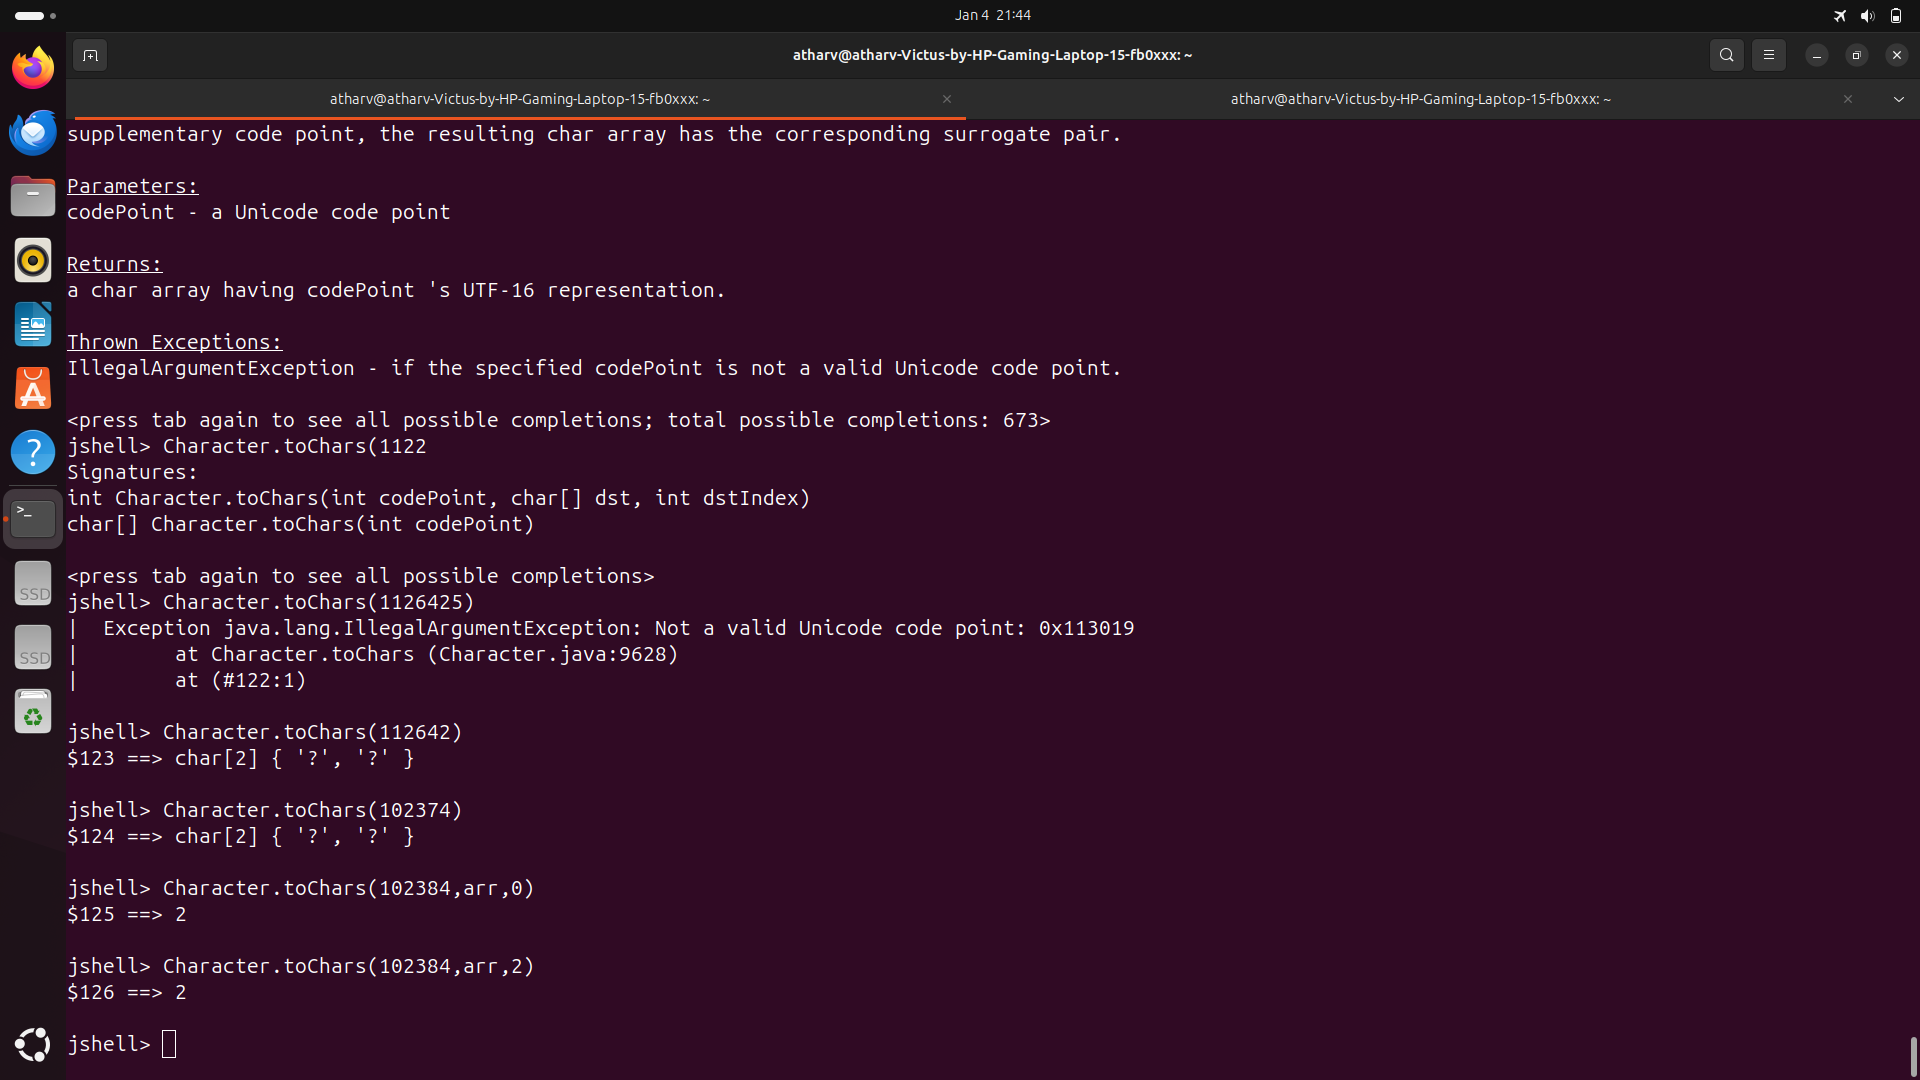 Jan 4 21:44
atharv@atharv-Victus-by-HP-Gaming-Laptop-15-fb0xxx: ~
atharv@atharv-Victus-by-HP-Gaming-Laptop-15-fb0xxx: ~
atharv@atharv-Victus-by-HP-Gaming-Laptop-15-fb0xxx: ~
supplementary code point, the resulting char array has the corresponding surrogate pair.
Parameters:
codePoint - a Unicode code point
Returns:
a char array having codePoint 's UTF-16 representation.
Thrown Exceptions:
IllegalArgumentException - if the specified codePoint is not a valid Unicode code point.
<press tab again to see all possible completions; total possible completions: 673>
jshell> Character.toChars(1122
Signatures:
int Character.toChars(int codePoint, char[] dst, int dstIndex)
char[] Character.toChars(int codePoint)
<press tab again to see all possible completions>
jshell> Character.toChars(1126425)
|  Exception java.lang.IllegalArgumentException: Not a valid Unicode code point: 0x113019
|        at Character.toChars (Character.java:9628)
|        at (#122:1)
jshell> Character.toChars(112642)
$123 ==> char[2] { '?', '?' }
jshell> Character.toChars(102374)
$124 ==> char[2] { '?', '?' }
jshell> Character.toChars(102384,arr,0)
$125 ==> 2
jshell> Character.toChars(102384,arr,2)
$126 ==> 2
jshell>
?
>_
SSD
SSD